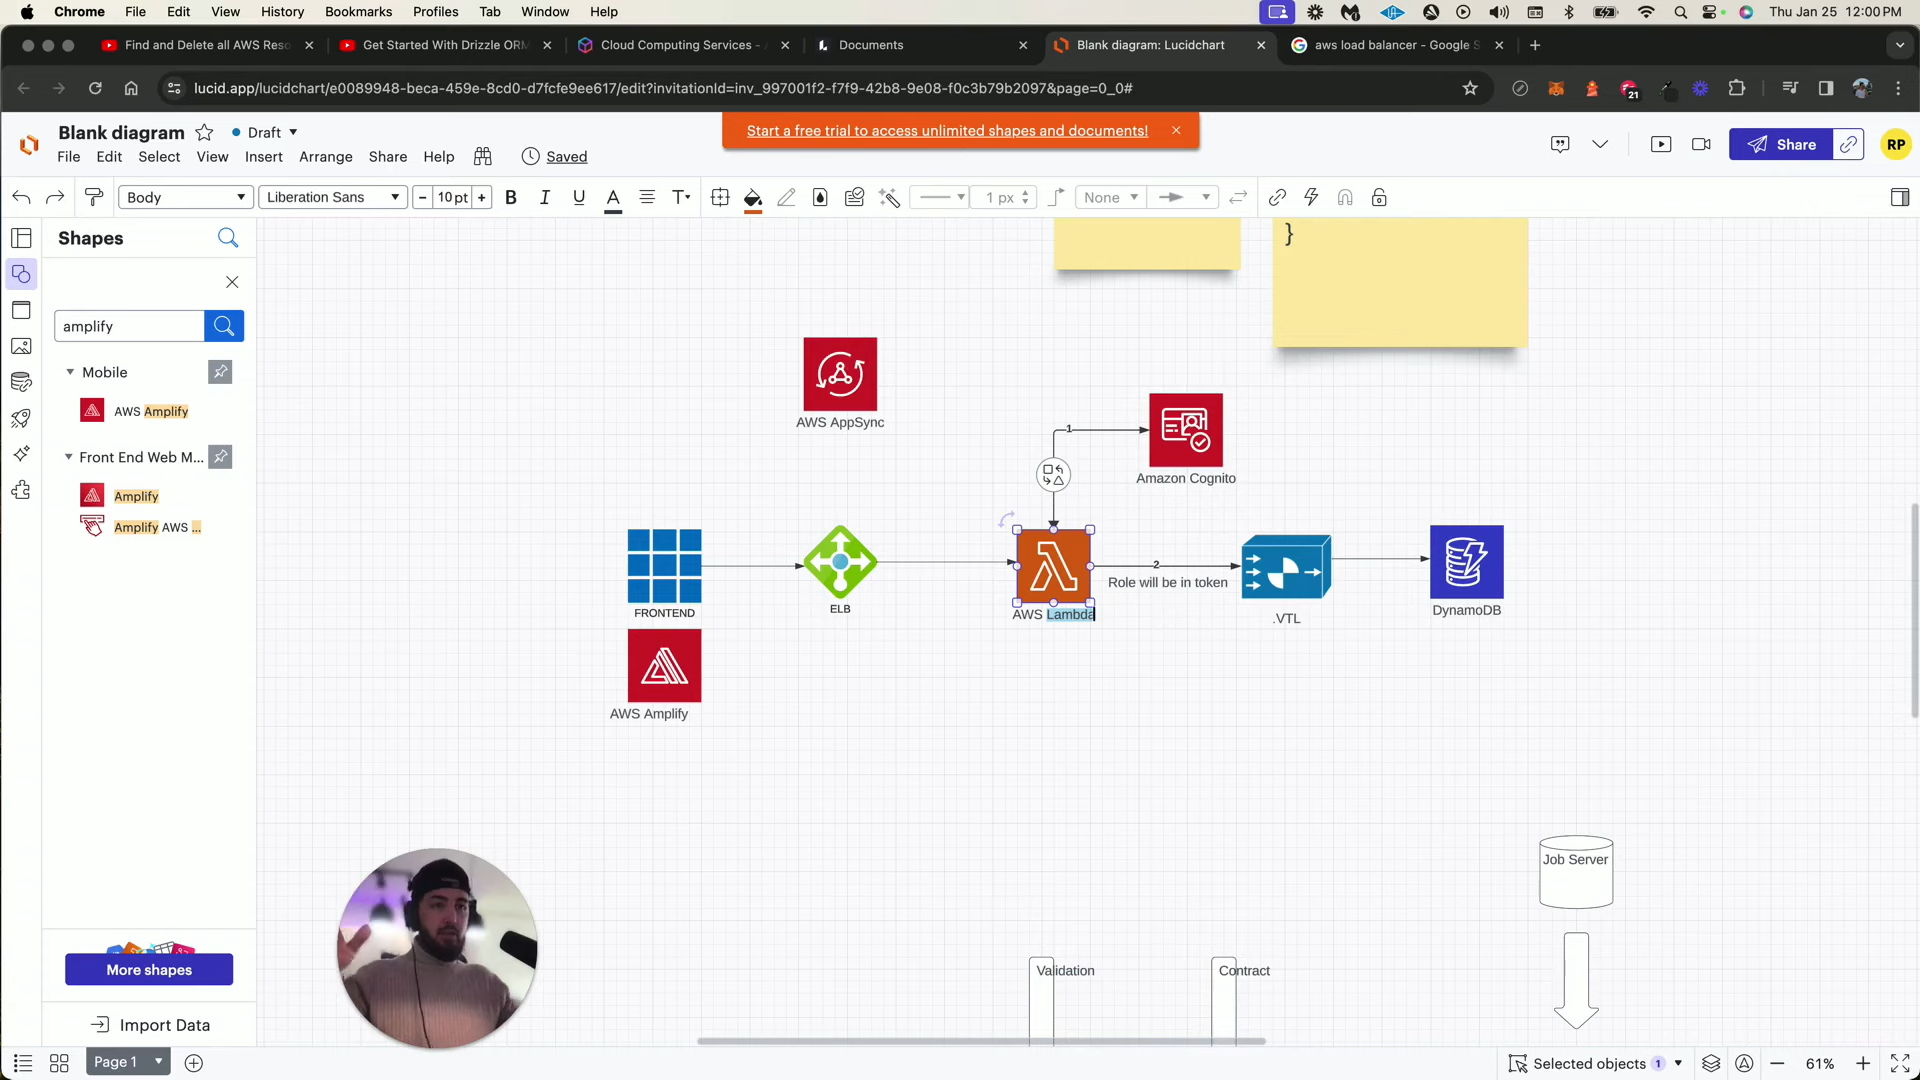 Chrome File Edit View History Bookmarks Profiles Tab Window Help Thu Jan 25 12:00 PM
Find and Delete all AWS Reso Get Started With Drizzle ORM Cloud Computing Services - Documents Blank diagram: Lucidchart aws load balancer - Google S
lucid.app/lucidchart/e0089948-beca-459e-8cd0-d7fcfe9ee617/edit?invitationId=inv_997001f2-f7f9-42b8-9e08-f0c3b79b2097&page=0_0#
21
Blank diagram Draft
Start a free trial to access unlimited shapes and documents!
File Edit Select View Insert Arrange Share Help Saved
Share
RP
Body Liberation Sans 10 pt B I U A T 1 px None
Shapes
amplify
Mobile
AWS Amplify
Front End Web M...
Amplify
Amplify AWS ...
More shapes
Import Data
}
AWS AppSync
1
Amazon Cognito
FRONTEND
ELB
AWS Lambda
2
Role will be in token
.VTL
DynamoDB
AWS Amplify
Job Server
Validation
Contract
Page 1
Selected objects 1 61%